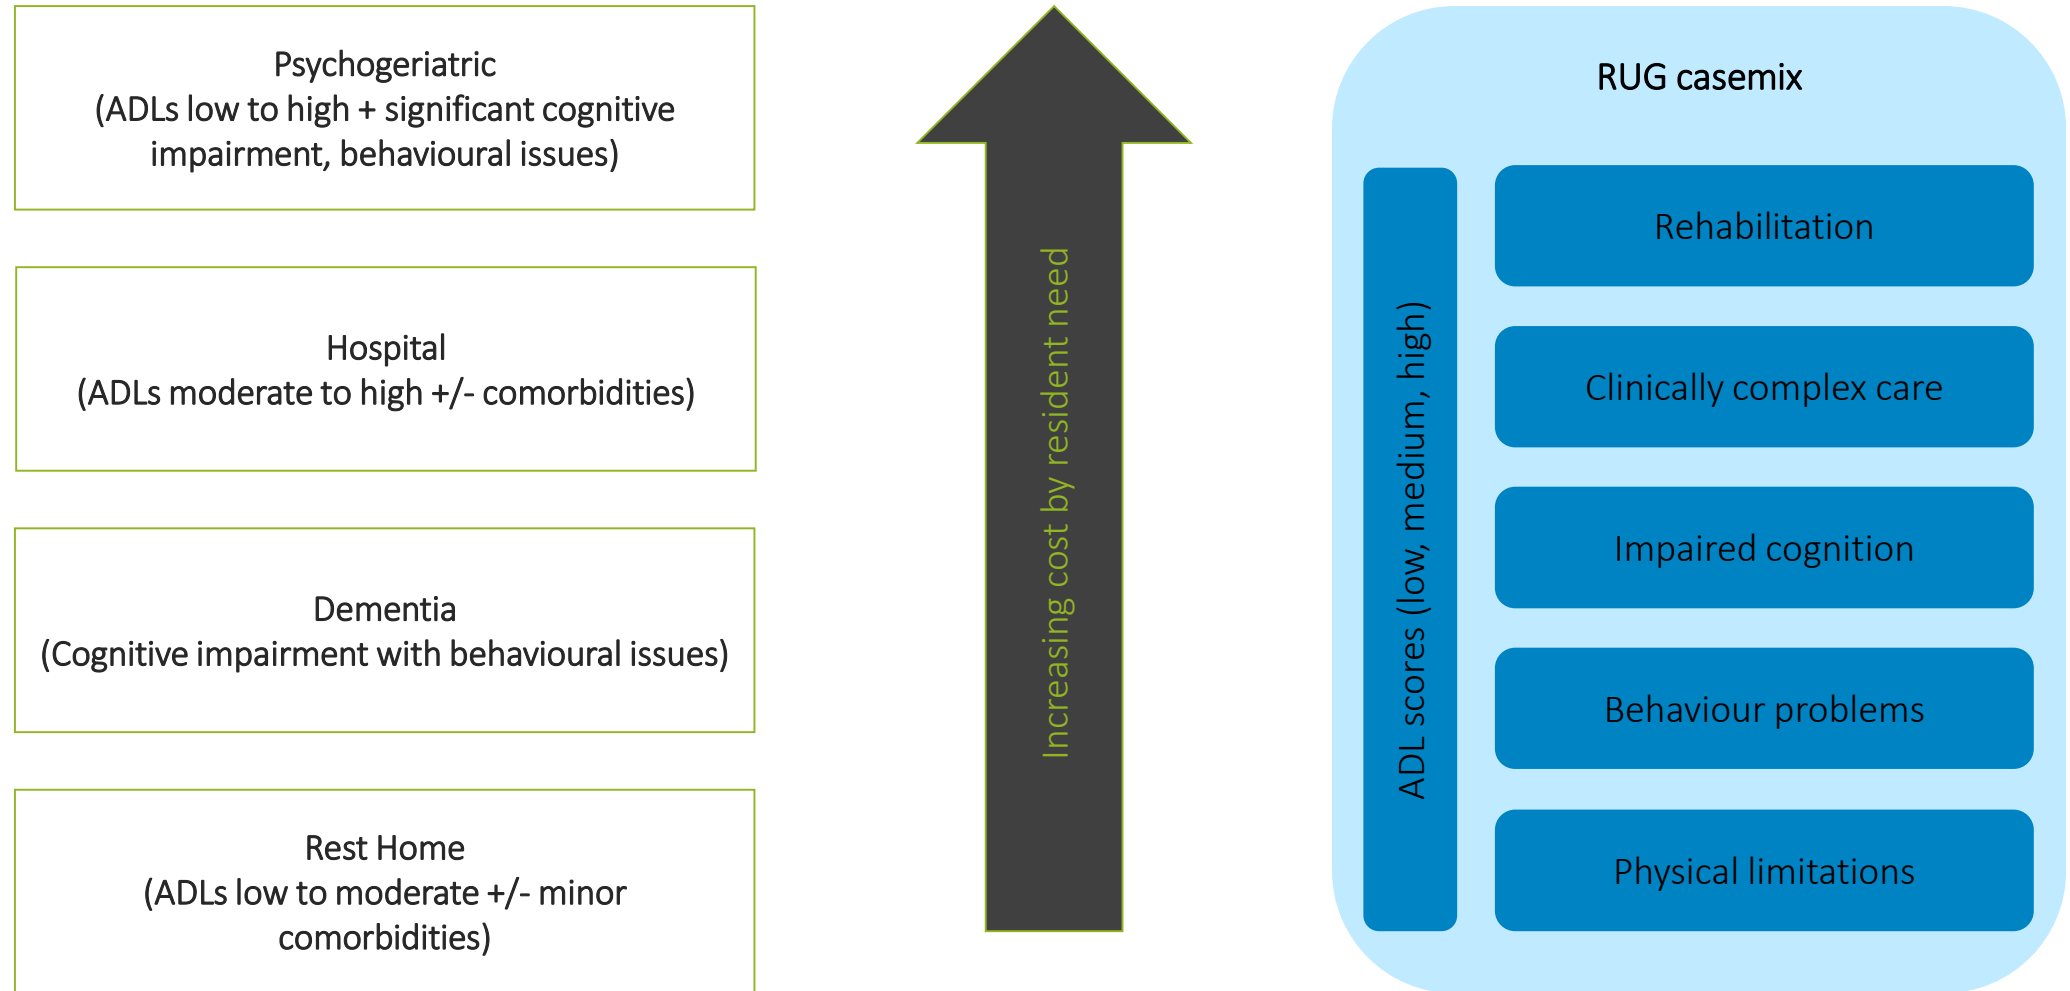 Psychogeriatric
(ADLs low to high + significant cognitive
impairment, behavioural issues)
Hospital
(ADLs moderate to high +/- comorbidities)
Dementia
(Cognitive impairment with behavioural issues)
Rest Home
(ADLs low to moderate +/- minor
comorbidities)
Increasing cost by resident need
RUG casemix
ADL scores (low, medium, high)
Rehabilitation
Clinically complex care
Impaired cognition
Behaviour problems
Physical limitations